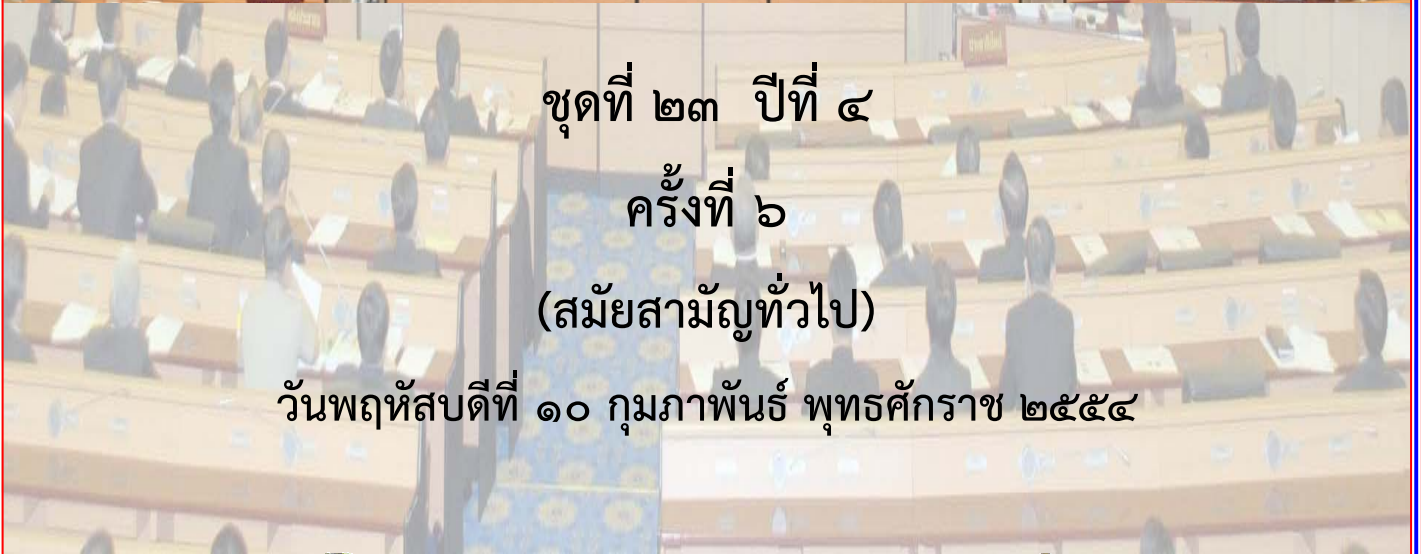 ชุดที่ ๒๓ ปีที่ ๔
ครั้งที่ ๖
(สมัยสามัญทั่วไป)
วันพฤหัสบดีที่ ๑๐ กุมภาพันธ์ พุทธศักราช ๒๕๕๔